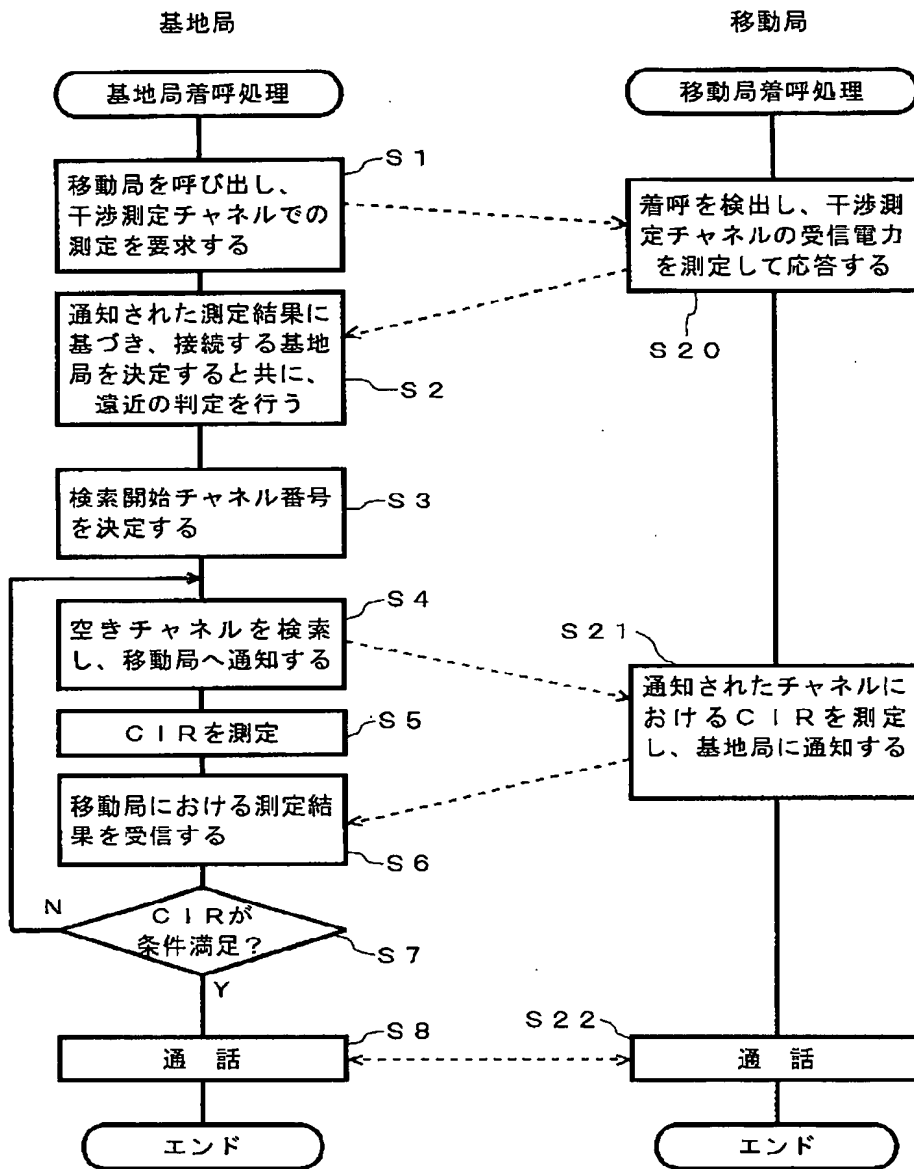 基地局
移動局
基地局着呼処理
移動局着呼処理
S1
移動局を呼び出し、
干渉測定チャネルでの
測定を要求する
着呼を検出し、干渉測
定チャネルの受信電力
を測定して応答する
S20
通知された測定結果に
基づき、接続する基地
局を決定すると共に、
遠近の判定を行う
S2
検索開始チャネル番号
を決定する
S3
S4
空きチャネルを検索
し、移動局へ通知する
S21
通知されたチャネルに
おけるCIRを測定
し、基地局に通知する
CIRを測定
S5
移動局における測定結
果を受信する
S6
N
CIRが
条件満足?
S7
Y
S8
通 話
S22
通 話
エンド
エンド